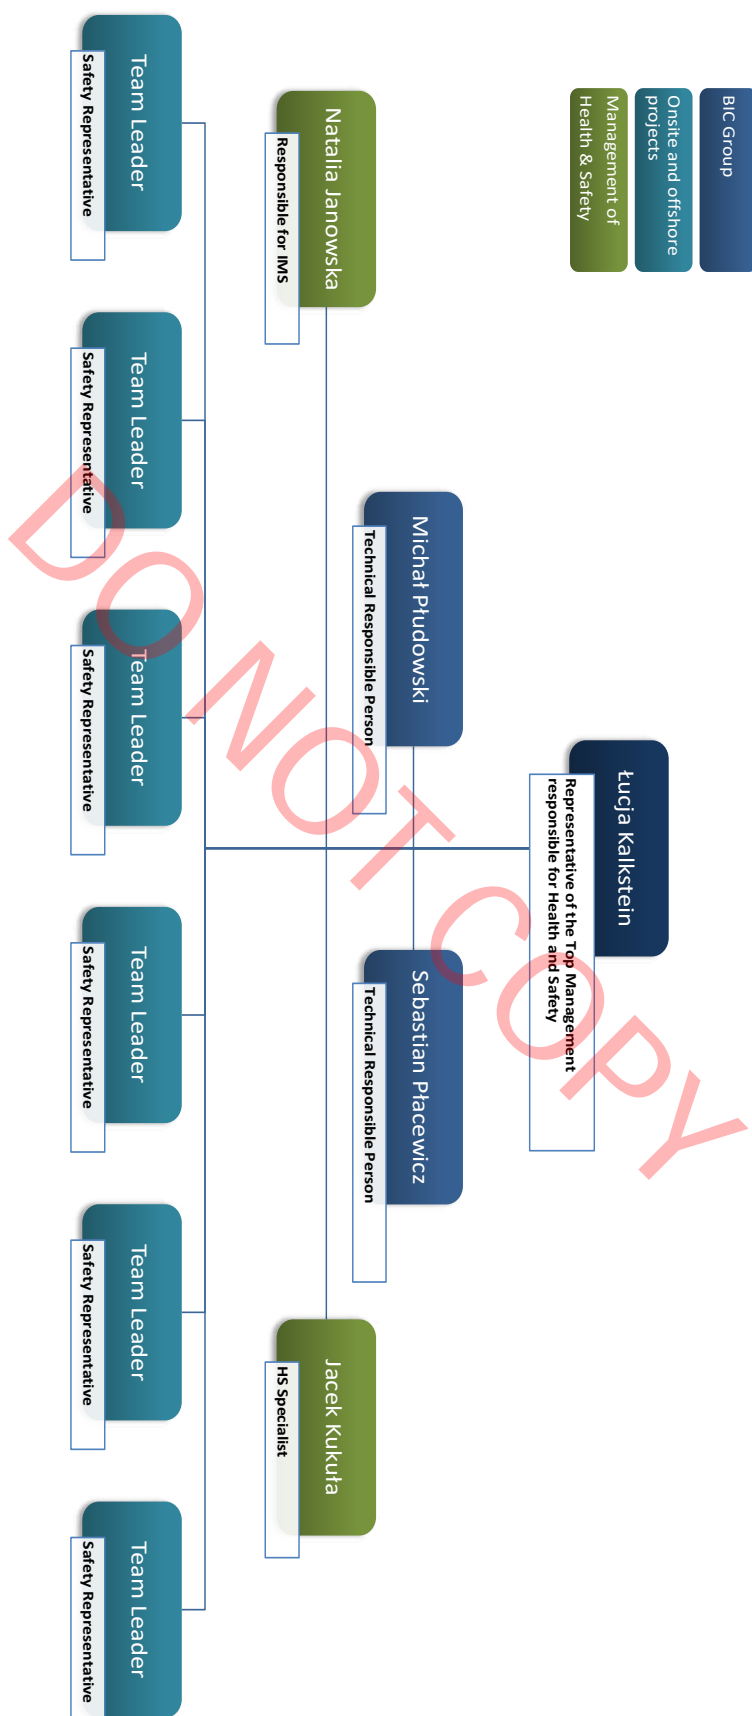 BIC Group
Onsite and offshore
projects
Management of
Health & Safety
Łucja Kalkstein
Representative of the Top Management
responsible for Health and Safety
Michał Płudowski
Technical Responsible Person
Sebastian Płacewicz
Technical Responsible Person
Natalia Janowska
Responsible for IMS
Jacek Kukuła
HS Specialist
Team Leader
Safety Representative
Team Leader
Safety Representative
Team Leader
Safety Representative
Team Leader
Safety Representative
Team Leader
Safety Representative
Team Leader
Safety Representative
DO NOT COPY